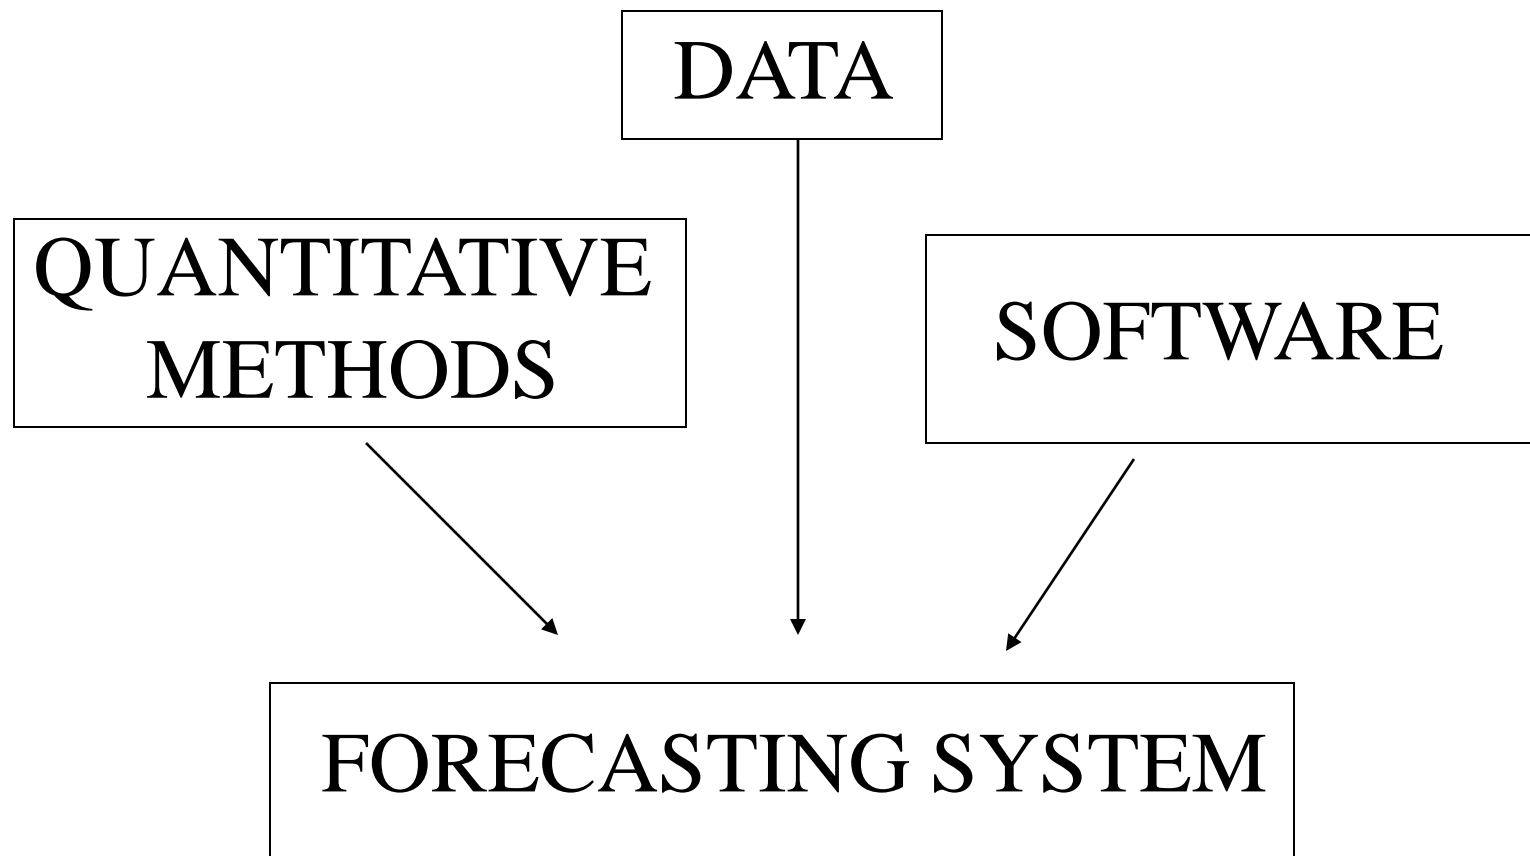 DATA
QUANTITATIVE
METHODS
SOFTWARE
FORECASTING SYSTEM